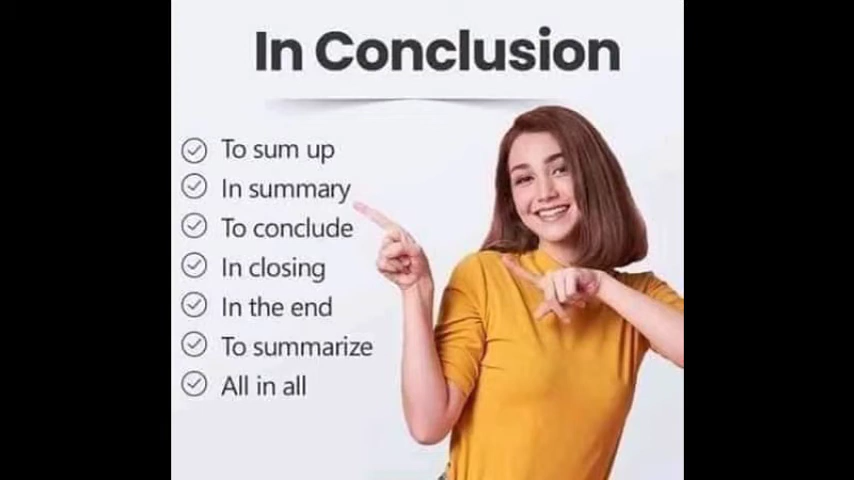 In Conclusion
To sum up
In summary
To conclude
In closing
In the end
To summarize
All in all